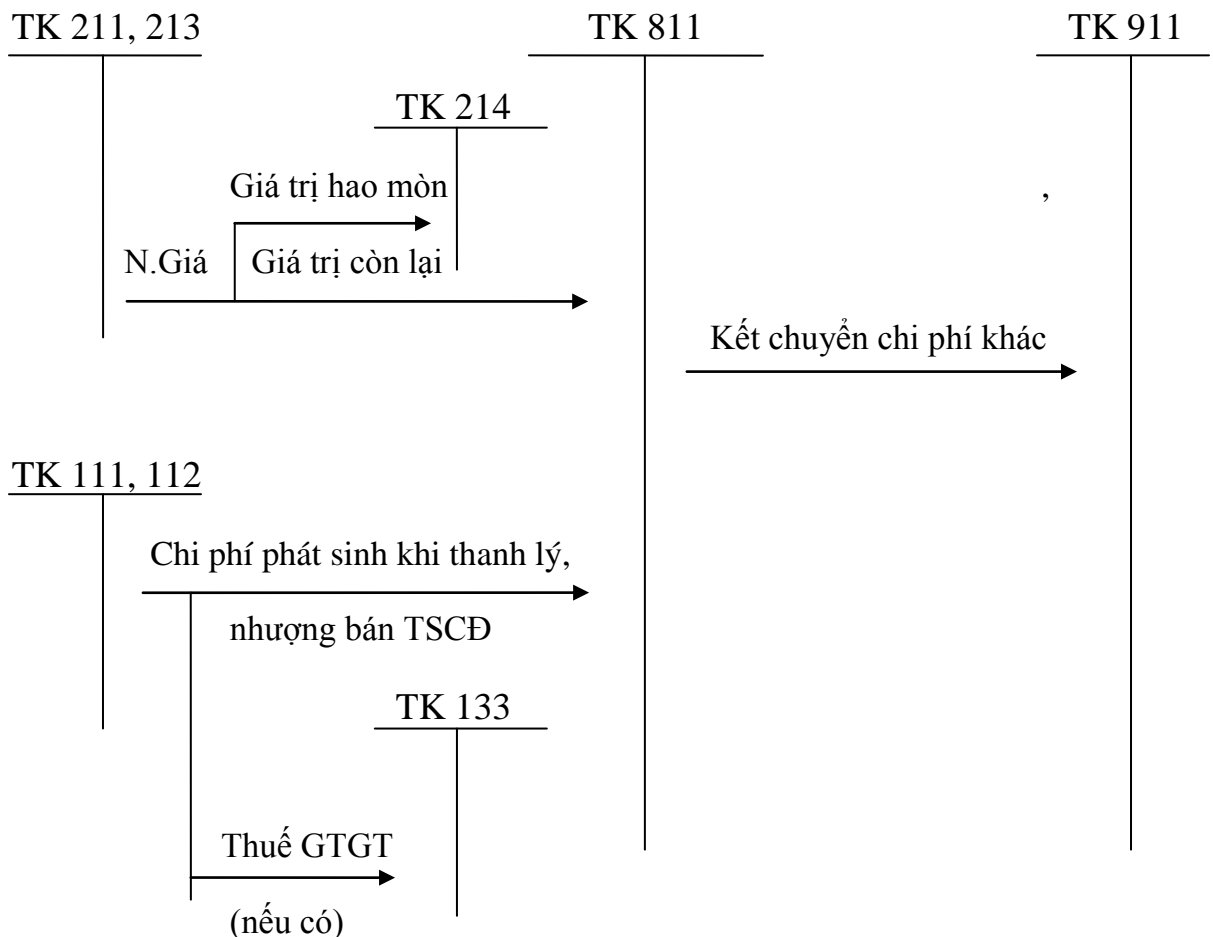 TK 211, 213
TK 811
TK 911
TK 214
Giá trị hao mòn
,
N.Giá
Giá trị còn lại
Kết chuyển chi phí khác
TK 111, 112
Chi phí phát sinh khi thanh lý,
nhượng bán TSCĐ
TK 133
Thuế GTGT
(nếu có)